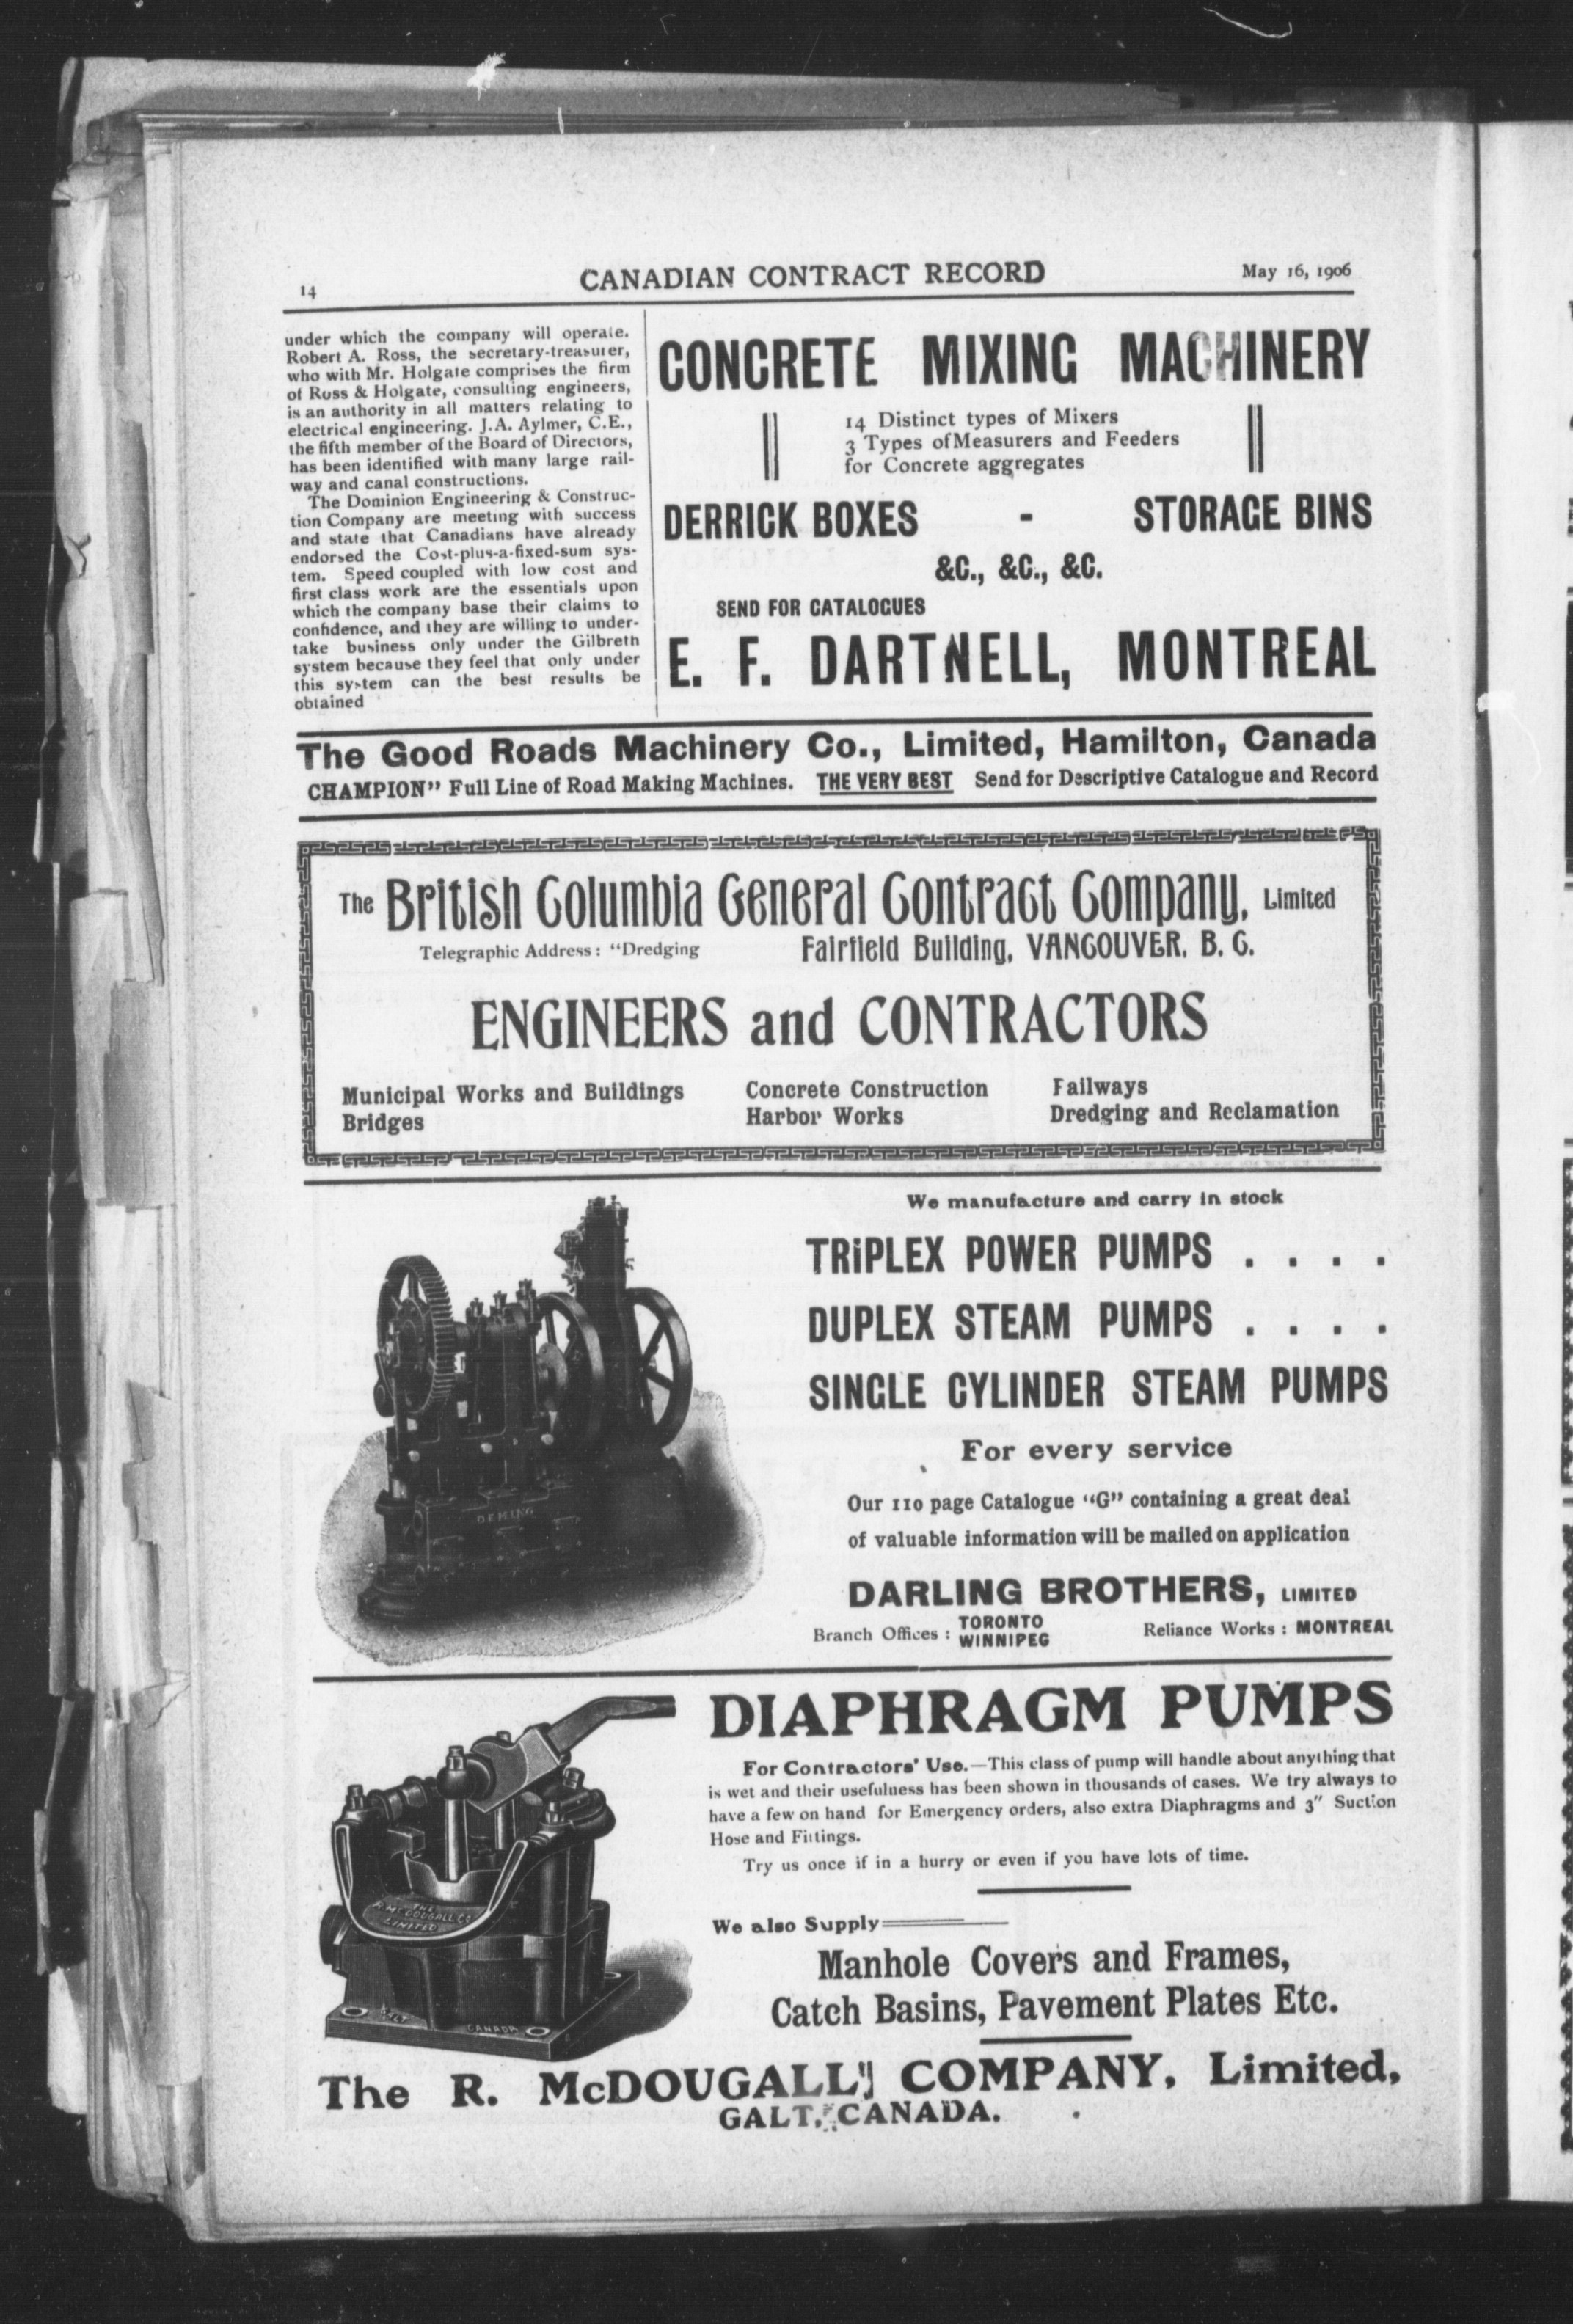 14
CANADIAN CONTRACT RECORD
May 16, 1906
under which the company will operate.
Robert A. Ross, the secretary-treasurer,
who with Mr. Holgate comprises the firm
of Ross & Holgate, consulting engineers,
is an authority in all matters relating to
electrical engineering. J.A. Aylmer, C.E.,
the fifth member of the Board of Directors,
has been identified with many large rail-
way and canal constructions.
The Dominion Engineering & Construc-
tion Company are meeting with success
and state that Canadians have already
endorsed the Cost-plus-a-fixed-sum sys-
tem. Speed coupled with low cost and
first class work are the essentials upon
which the company base their claims to
confidence, and they are willing to under-
take business only under the Gilbreth
system because they feel that only under
this system can the best results be
obtained
CONCRETE MIXING MACHINERY
14 Distinct types of Mixers
3 Types of Measurers and Feeders
for Concrete aggregates
DERRICK BOXES - STORAGE BINS
&C., &C., &C.
SEND FOR CATALOGUES
E. F. DARTNELL, MONTREAL
The Good Roads Machinery Co., Limited, Hamilton, Canada
CHAMPION" Full Line of Road Making Machines. THE VERY BEST Send for Descriptive Catalogue and Record
The British Columbia General Contract Company, Limited
Telegraphic Address: "Dredging Fairfield Building, VANCOUVER, B. C.
ENGINEERS and CONTRACTORS
Municipal Works and Buildings Concrete Construction Failways
Bridges Harbor Works Dredging and Reclamation
We manufacture and carry in stock
TRIPLEX POWER PUMPS . . . .
DUPLEX STEAM PUMPS . . . .
SINGLE CYLINDER STEAM PUMPS
For every service
Our 110 page Catalogue "G" containing a great deal
of valuable information will be mailed on application
DARLING BROTHERS, LIMITED
Branch Offices: TORONTO
WINNIPEG
Reliance Works: MONTREAL
DEMING
DIAPHRAGM PUMPS
For Contractors' Use.—This class of pump will handle about anything that
is wet and their usefulness has been shown in thousands of cases. We try always to
have a few on hand for Emergency orders, also extra Diaphragms and 3" Suction
Hose and Fittings.
Try us once if in a hurry or even if you have lots of time.
We also Supply
Manhole Covers and Frames,
Catch Basins, Pavement Plates Etc.
THE
R. McDOUGALL Co
LIMITED
GALT CANADA
The R. McDOUGALL COMPANY, Limited,
GALT, CANADA.